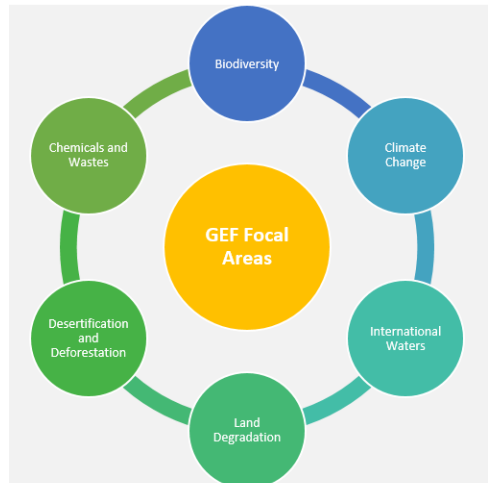 Biodiversity
Climate
Change
International
Waters
Land
Degradation
Desertification
and
Deforestation
Chemicals and
Wastes
GEF Focal
Areas